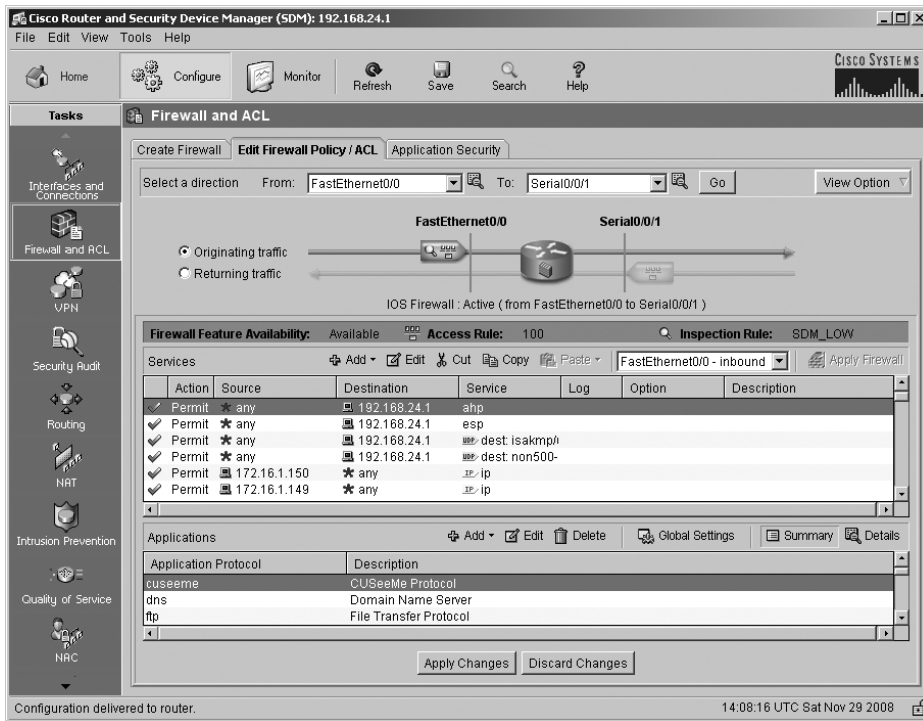 Cisco Router and Security Device Manager (SDM): 192.168.24.1
File Edit View Tools Help
Home Configure Monitor Refresh Save Search Help
CISCO SYSTEMS
Tasks
Interfaces and Connections
Firewall and ACL
VPN
Security Audit
Routing
NAT
Intrusion Prevention
Quality of Service
NAC
Firewall and ACL
Create Firewall Edit Firewall Policy / ACL Application Security
Select a direction From: FastEthernet0/0 To: Serial0/0/1 Go View Option
FastEthernet0/0 Serial0/0/1
Originating traffic
Returning traffic
IOS Firewall : Active ( from FastEthernet0/0 to Serial0/0/1 )
Firewall Feature Availability: Available Access Rule: 100 Inspection Rule: SDM_LOW
Services Add Edit Cut Copy Paste FastEthernet0/0 - inbound Apply Firewall
Action Source Destination Service Log Option Description
Permit any 192.168.24.1 ahp
Permit any 192.168.24.1 esp
Permit any 192.168.24.1 UDP dest: isakmp/
Permit any 192.168.24.1 UDP dest: non500-
Permit 172.16.1.150 any IP ip
Permit 172.16.1.149 any IP ip
Applications Add Edit Delete Global Settings Summary Details
Application Protocol Description
cuseeme CUSeeMe Protocol
dns Domain Name Server
ftp File Transfer Protocol
Apply Changes Discard Changes
Configuration delivered to router. 14:08:16 UTC Sat Nov 29 2008